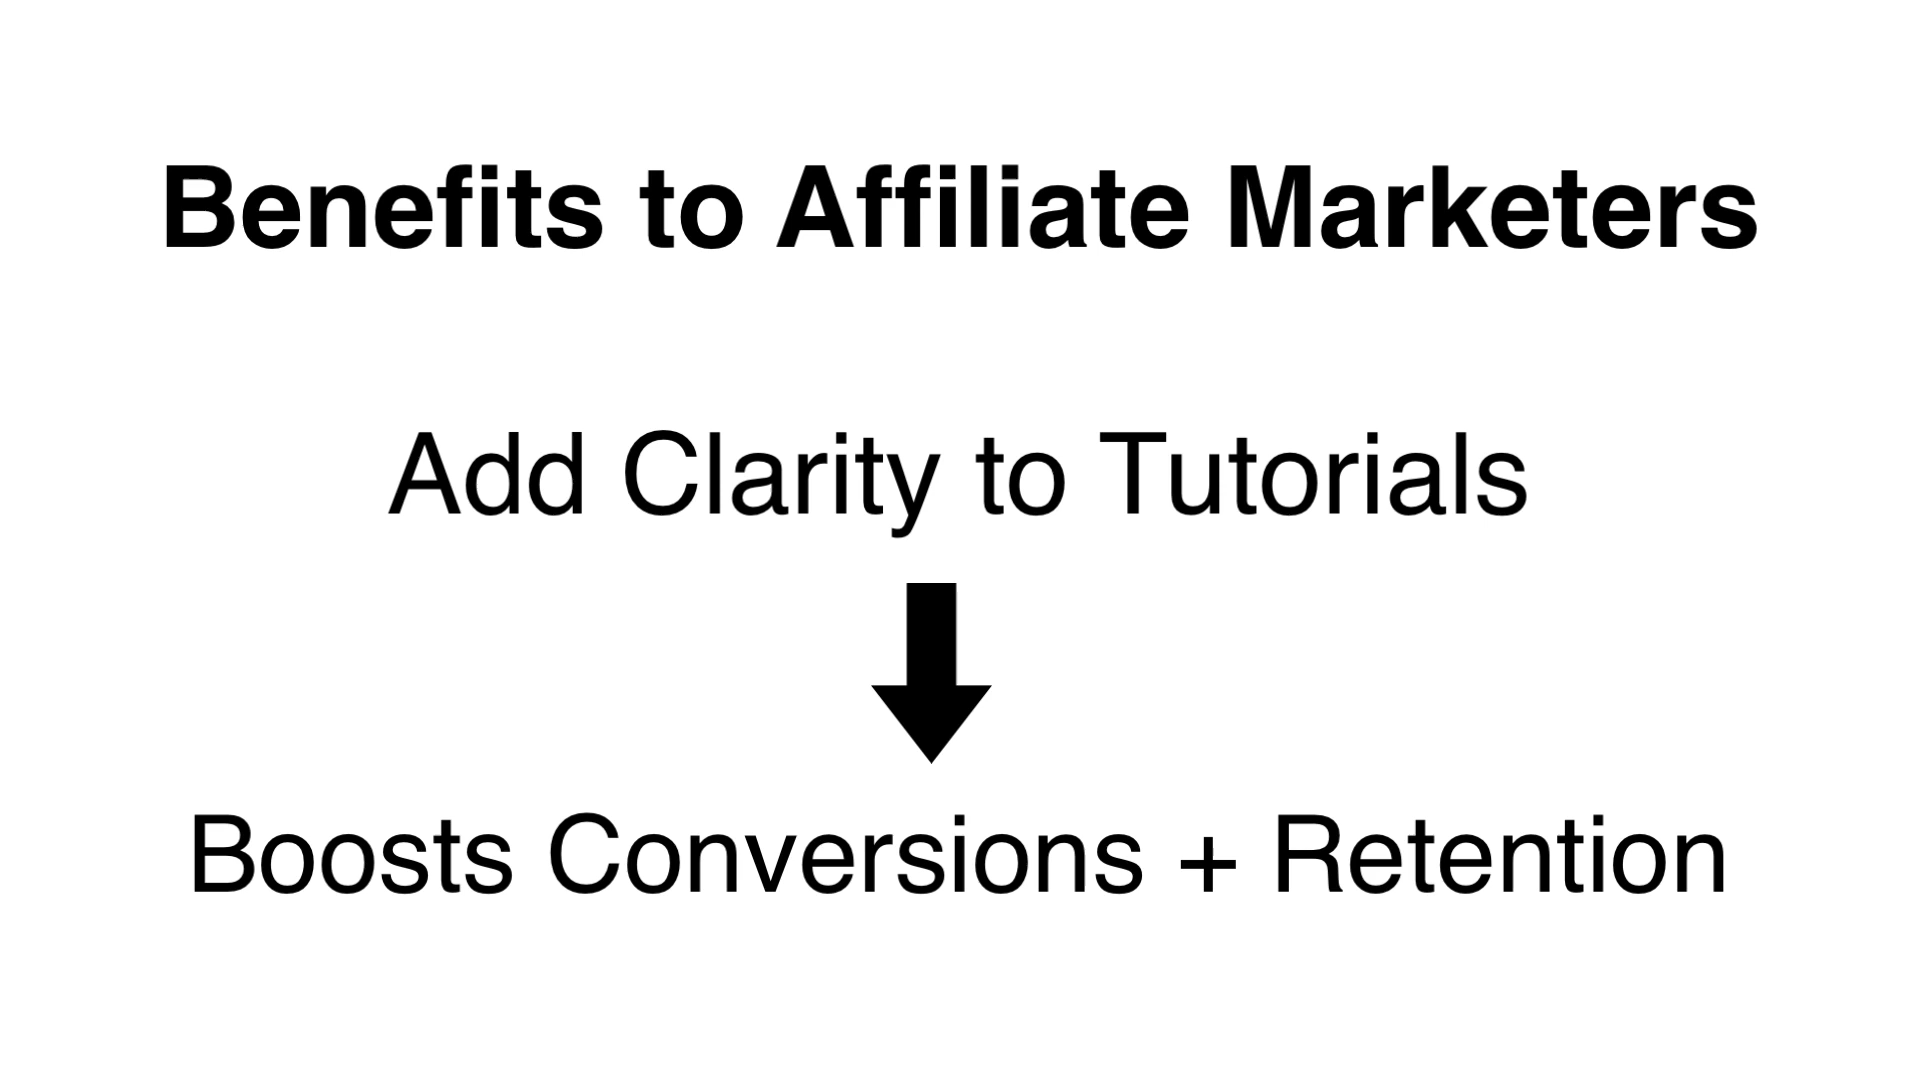 Benefits to Affiliate Marketers
Add Clarity to Tutorials
Boosts Conversions + Retention